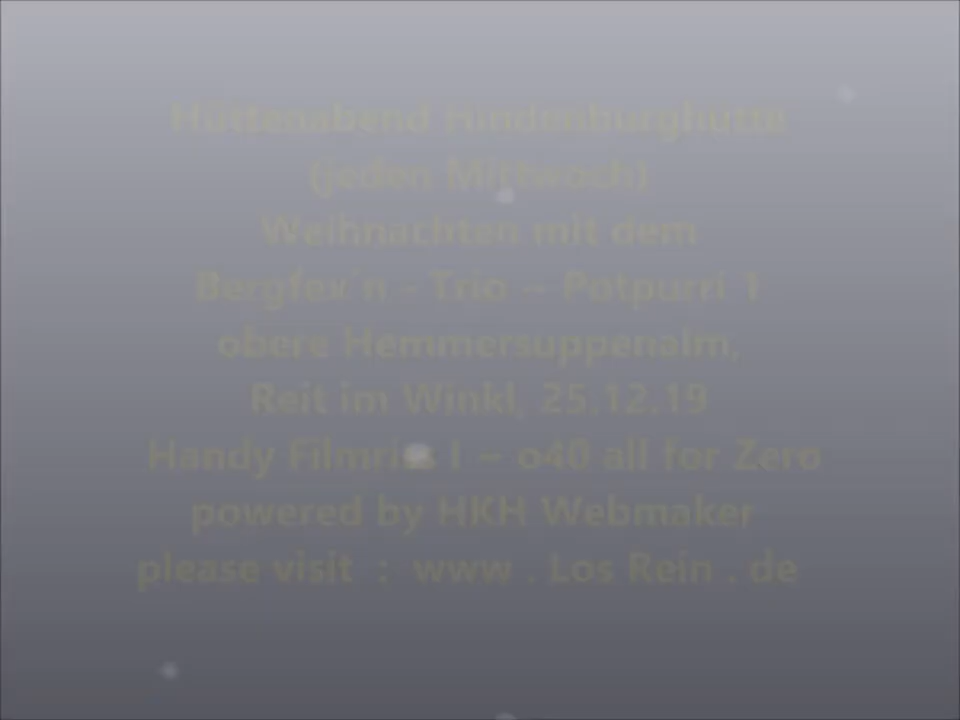 Hüttenabend Hindenburghütte
(jeden Mittwoch)
Weihnachten mit dem
Bergfex´n - Trio – Potpurri 1
obere Hemmersuppenalm,
Reit im Winkl, 25.12.19
Handy Filmriss I – o40 all for Zero
powered by HKH Webmaker
please visit : www . Los Rein . de